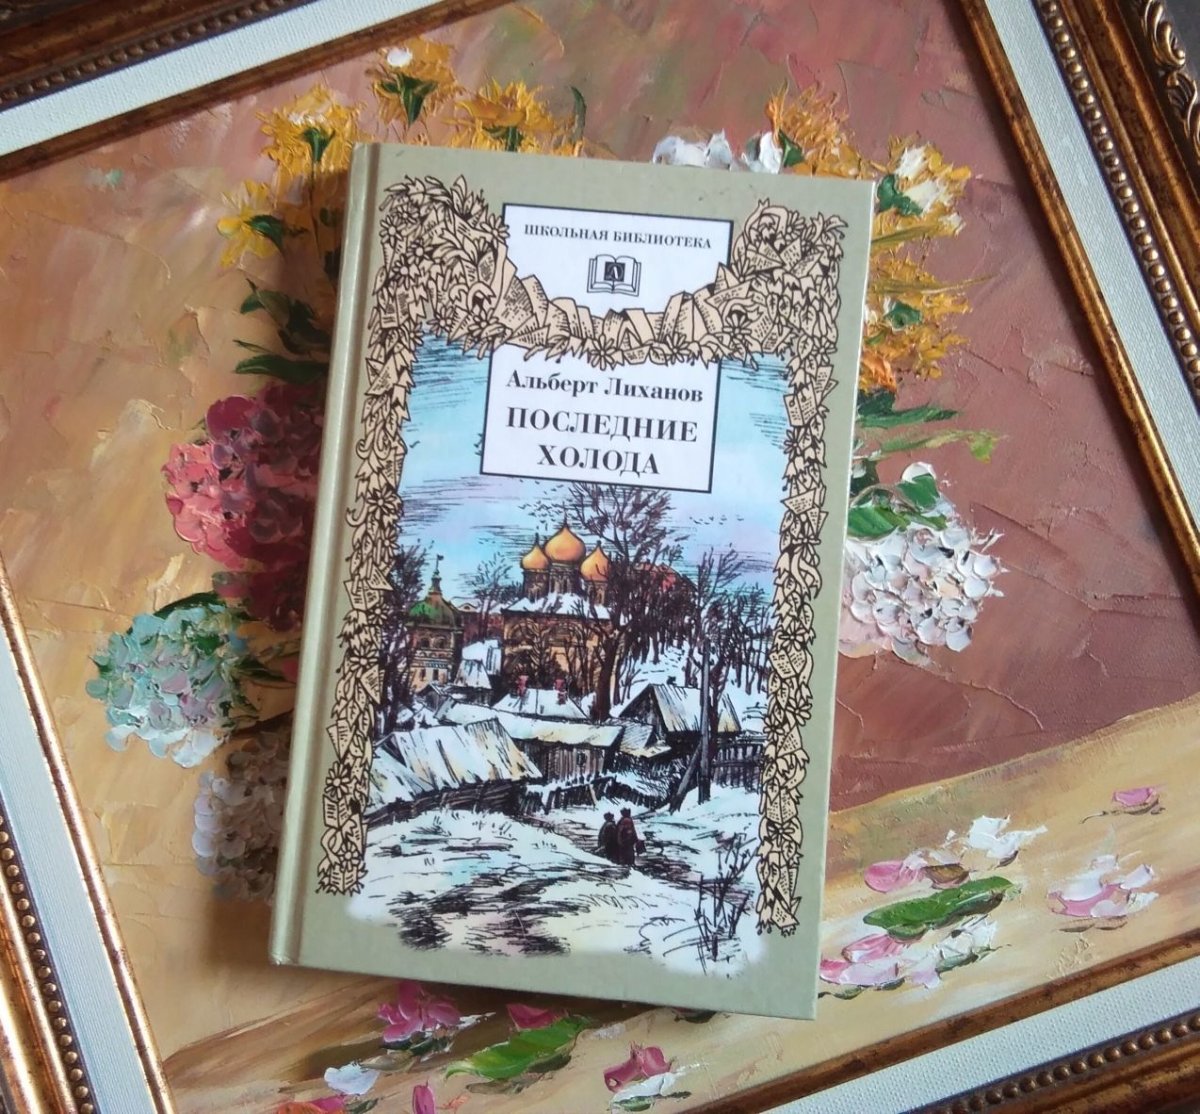 ШКОЛЬНАЯ БИБЛИОТЕКА
Альберт Лиханов
ПОСЛЕДНИЕ
ХОЛОДА